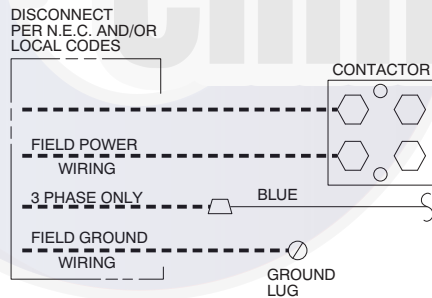 DISCONNECT
PER N.E.C. AND/OR
LOCAL CODES
CONTACTOR
FIELD POWER
WIRING
3 PHASE ONLY
BLUE
FIELD GROUND
WIRING
GROUND
LUG